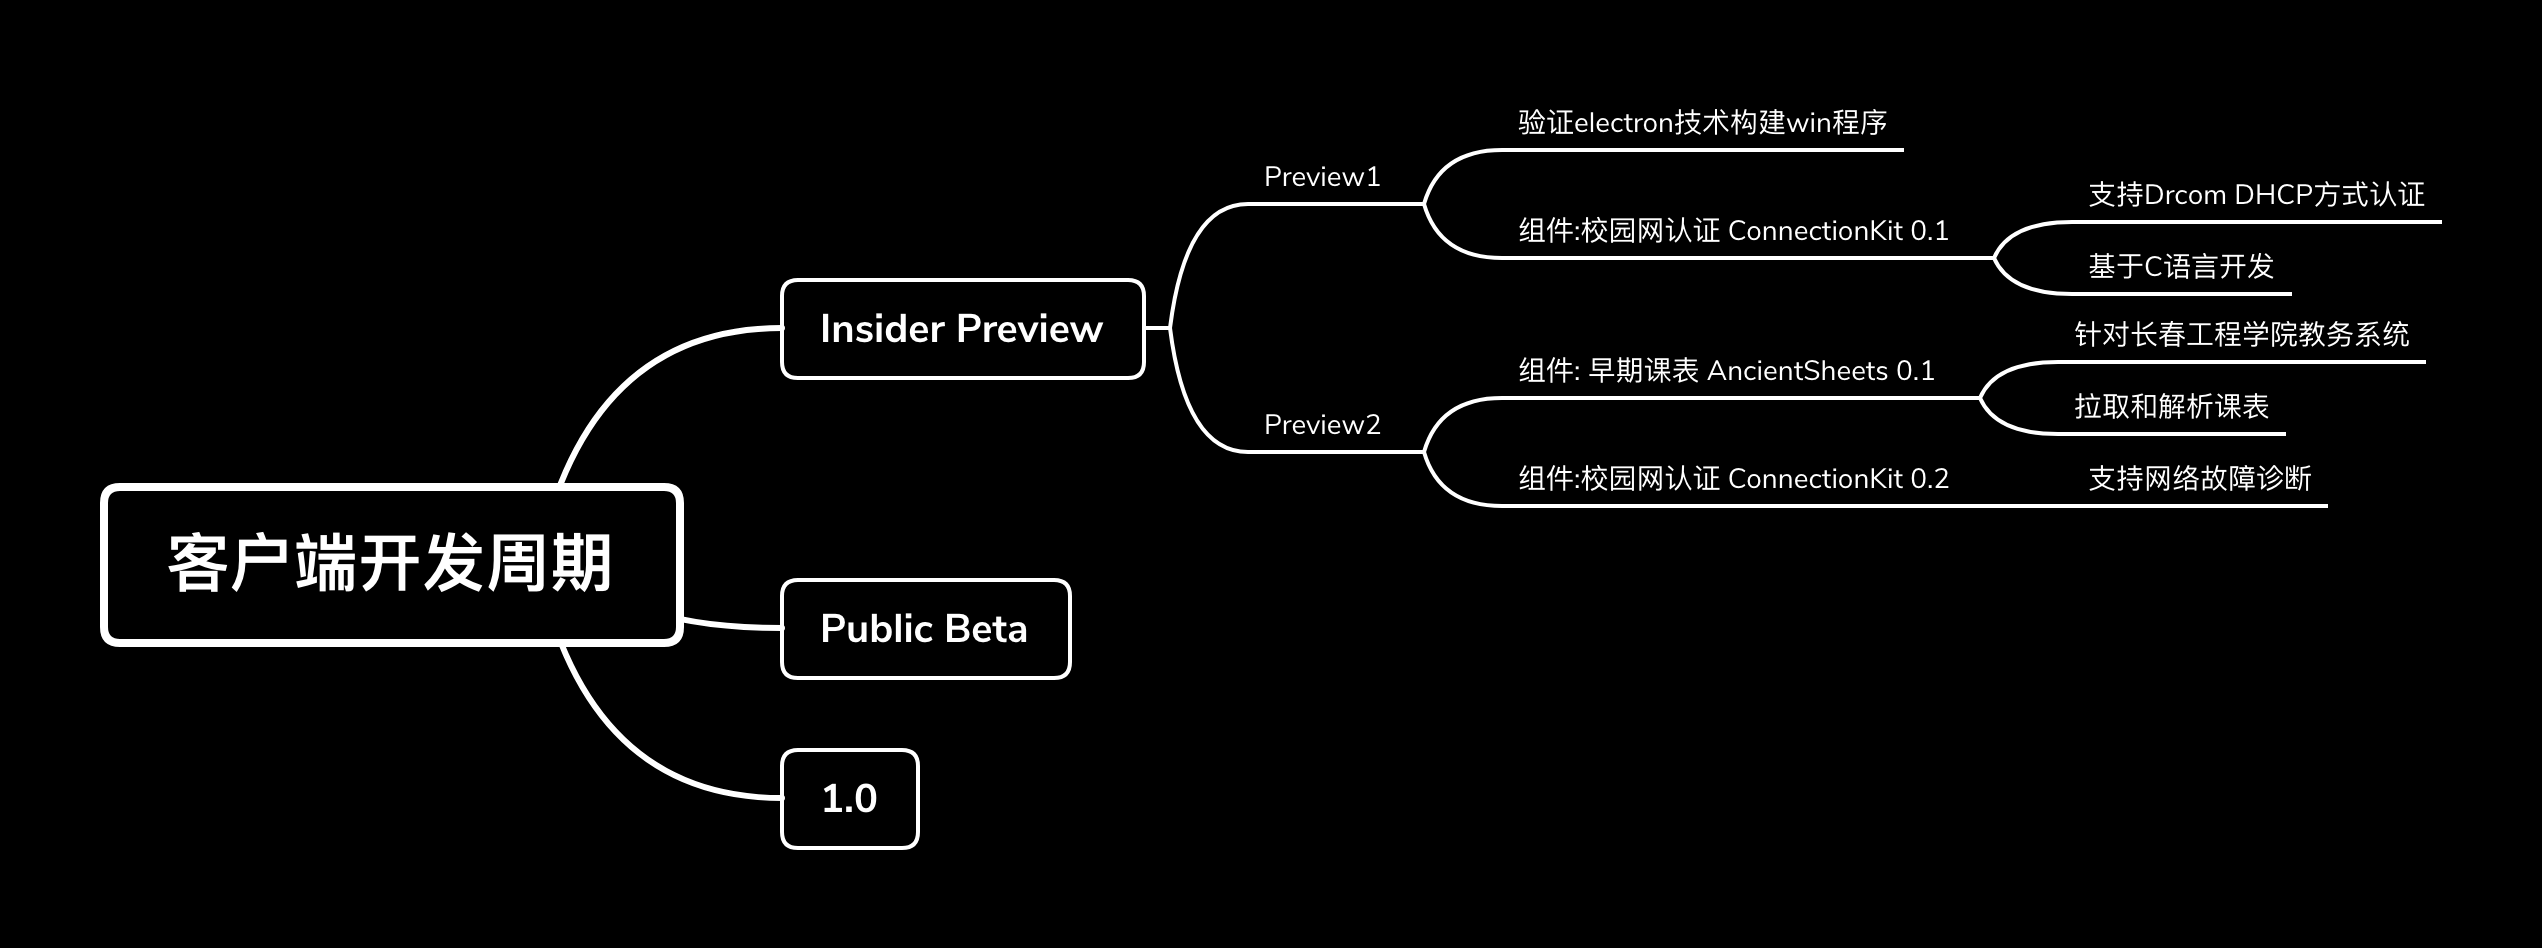 客户端开发周期
Insider Preview
Preview1
验证electron技术构建win程序
组件:校园网认证 ConnectionKit 0.1
支持Drcom DHCP方式认证
基于C语言开发
Preview2
组件: 早期课表 AncientSheets 0.1
针对长春工程学院教务系统
拉取和解析课表
组件:校园网认证 ConnectionKit 0.2
支持网络故障诊断
Public Beta
1.0